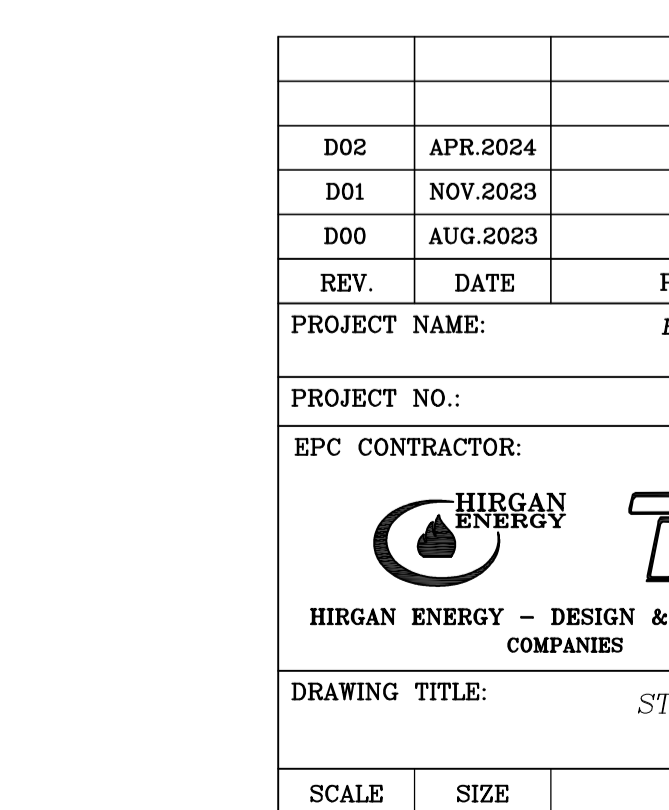 D02 APR.2024
D01 NOV.2023
D00 AUG.2023
REV. DATE
PROJECT NAME:
PROJECT NO.:
EPC CONTRACTOR:
HIRGAN
ENERGY
HIRGAN ENERGY - DESIGN &
COMPANIES
DRAWING TITLE:
ST
SCALE SIZE